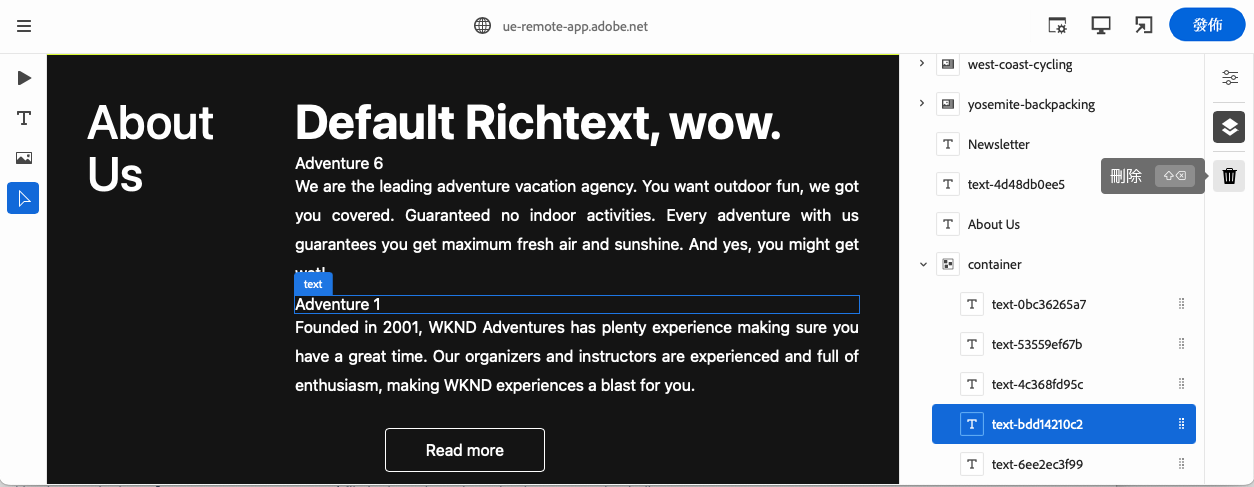 ue-remote-app.adobe.net
發佈
About
Us
Default Richtext, wow.
Adventure 6
We are the leading adventure vacation agency. You want outdoor fun, we got
you covered. Guaranteed no indoor activities. Every adventure with us
guarantees you get maximum fresh air and sunshine. And yes, you might get
text
Adventure 1
Founded in 2001, WKND Adventures has plenty experience making sure you
have a great time. Our organizers and instructors are experienced and full of
enthusiasm, making WKND experiences a blast for you.
Read more
west-coast-cycling
yosemite-backpacking
Newsletter
text-4d48db0ee5
刪除
About Us
container
text-0bc36265a7
text-53559ef67b
text-4c368fd95c
text-bdd14210c2
text-6ee2ec3f99